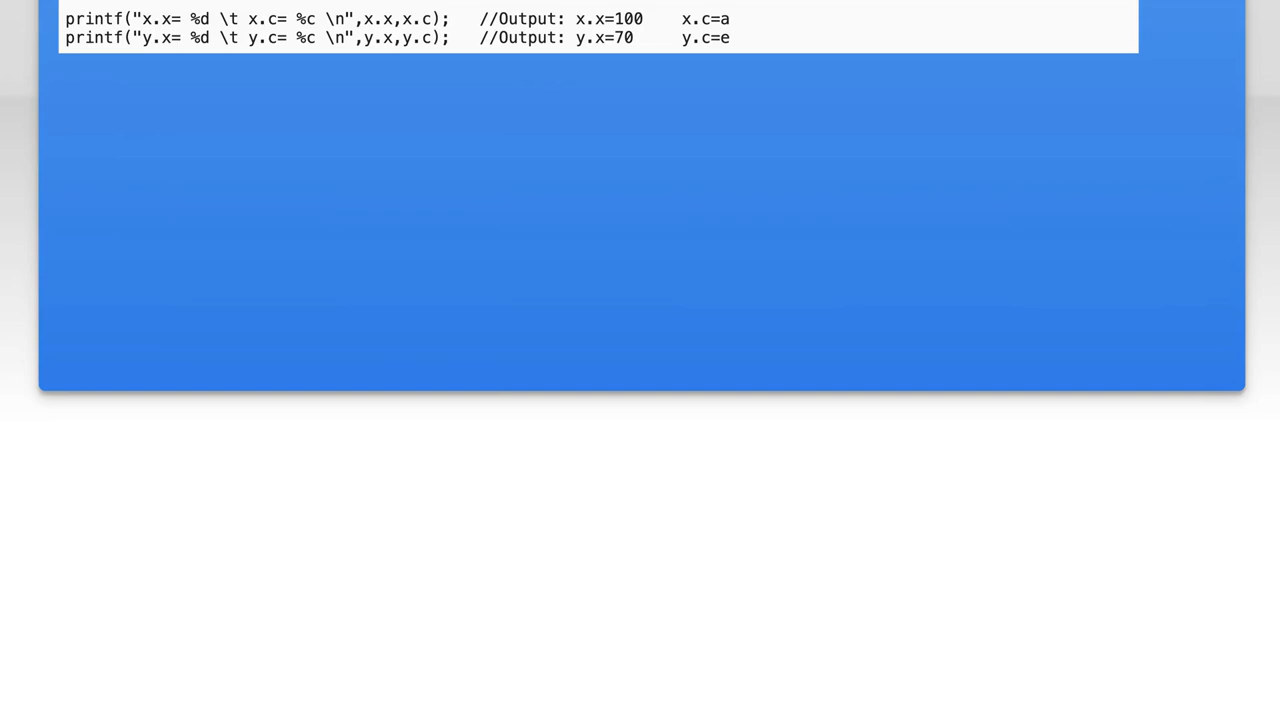 printf("x.x= %d \t x.c= %c \n",x.x,x.c);   //Output: x.x=100    x.c=a
printf("y.x= %d \t y.c= %c \n",y.x,y.c);   //Output: y.x=70     y.c=e